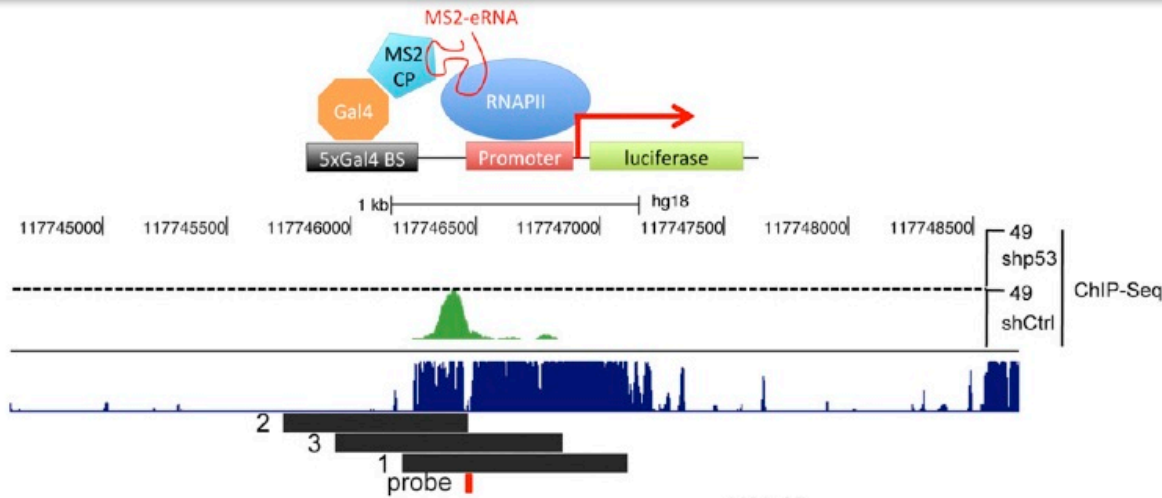 MS2-eRNA
MS2
CP
Gal4
RNAPII
5xGal4 BS
Promoter
luciferase
1 kb
hg18
117745000
117745500
117746000
117746500
117747000
117747500
117748000
117748500
49
shp53
49
shCtrl
ChIP-Seq
2
3
1
probe